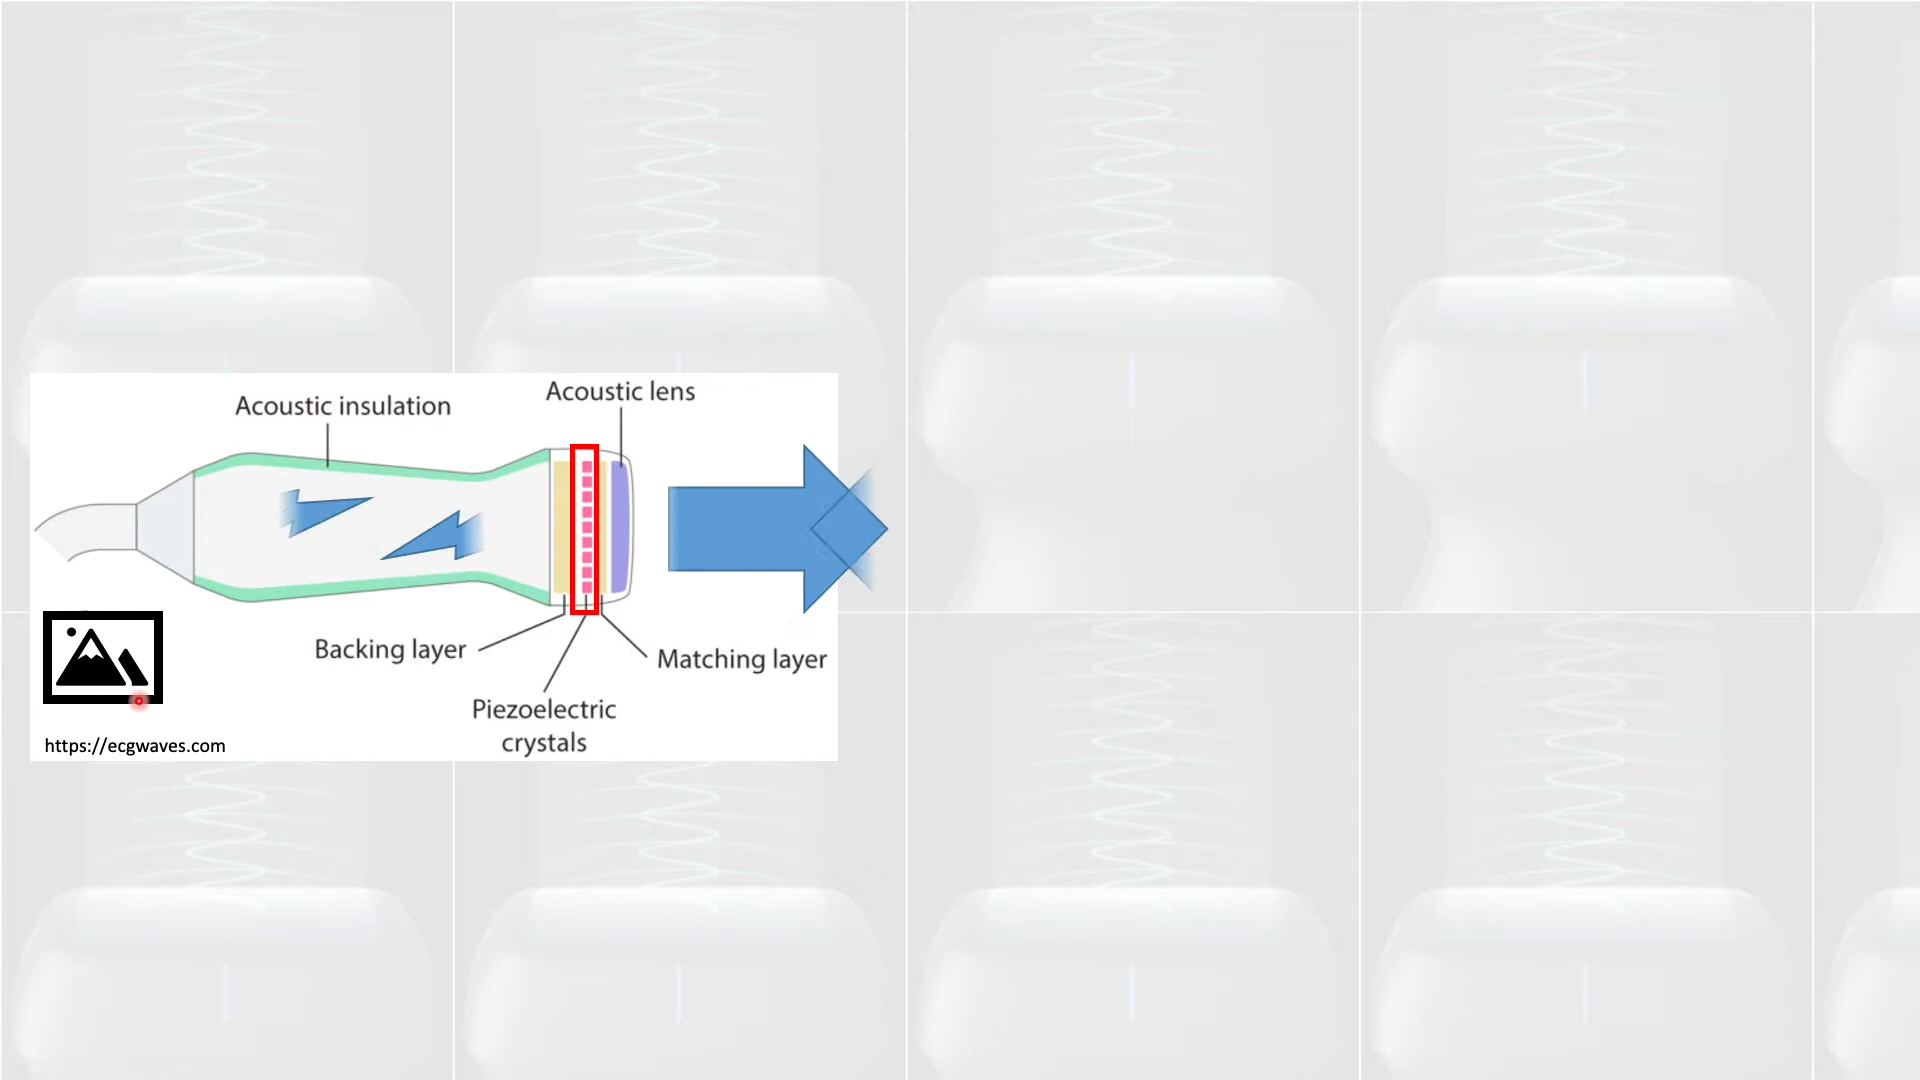 Acoustic lens
Acoustic insulation
Backing layer
Matching layer
Piezoelectric
crystals
https://ecgwaves.com